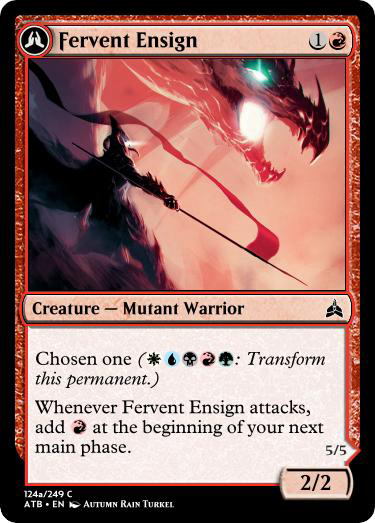 Fervent Ensign 1
Creature — Mutant Warrior
Chosen one (: Transform
this permanent.)
Whenever Fervent Ensign attacks,
add at the beginning of your next
main phase.
5/5
2/2
124a/249 C
ATB • EN AUTUMN RAIN TURKEL